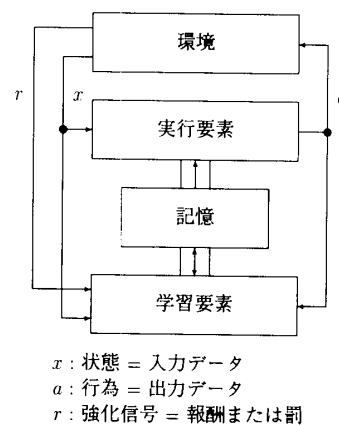 環境
r
x
実行要素
記憶
学習要素
x : 状態 = 入力データ
a : 行為 = 出力データ
r : 強化信号 = 報酬または罰